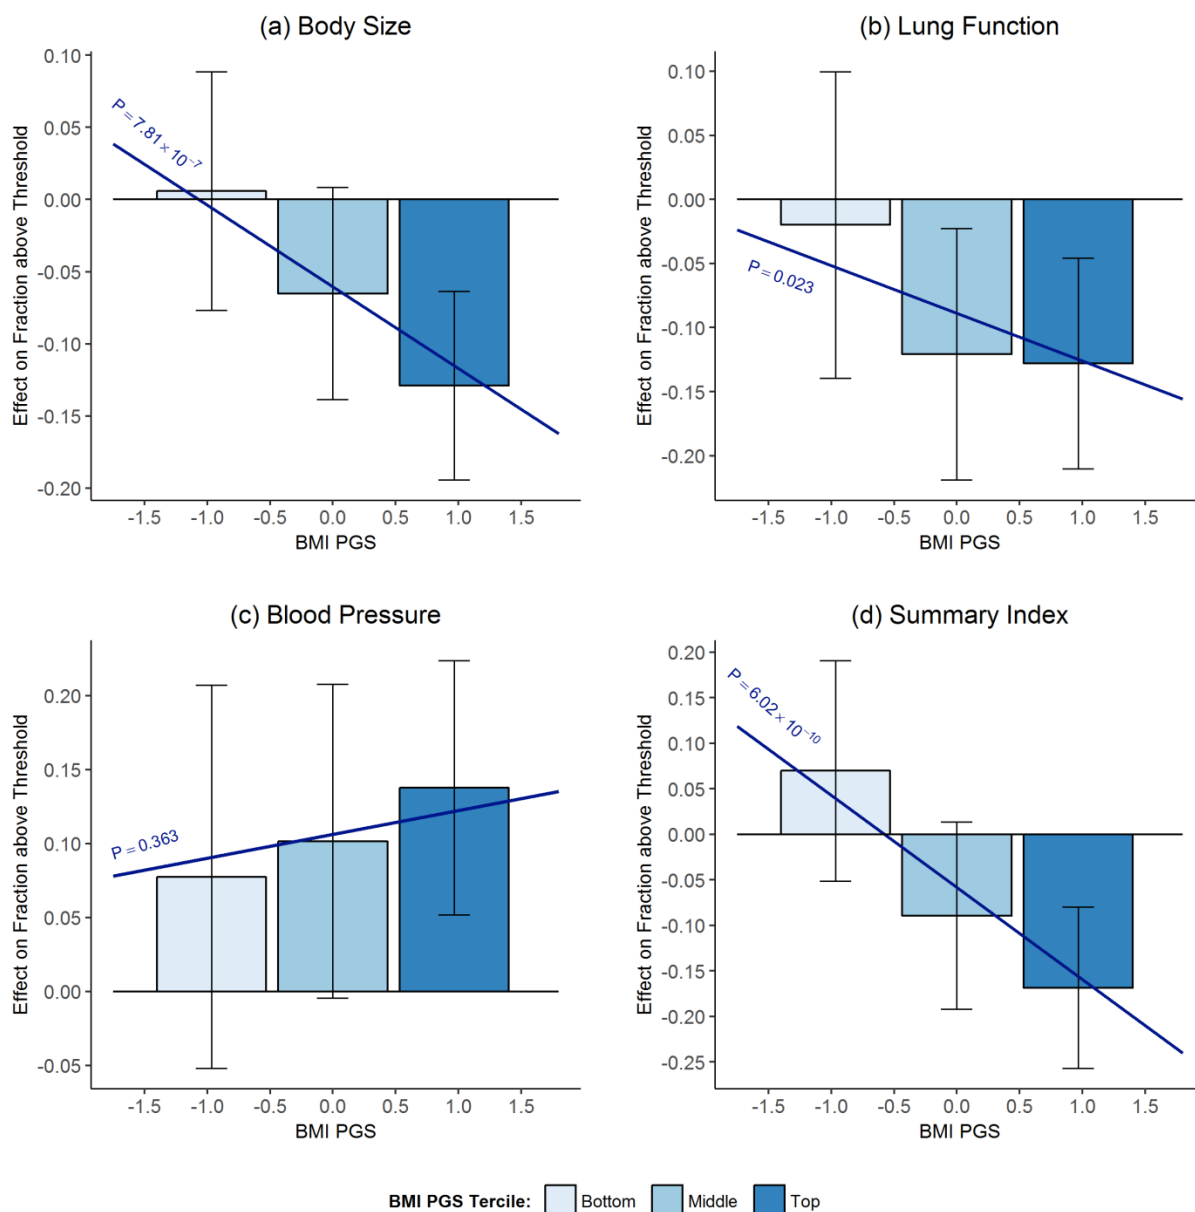 (a) Body Size
Effect on Fraction above Threshold
0.10
0.05
0.00
-0.05
-0.10
-0.15
-0.20
P = 7.81 × 10⁻⁷
-1.5 -1.0 -0.5 0.0 0.5 1.0 1.5
BMI PGS
(b) Lung Function
Effect on Fraction above Threshold
0.10
0.05
0.00
-0.05
-0.10
-0.15
-0.20
P = 0.023
-1.5 -1.0 -0.5 0.0 0.5 1.0 1.5
BMI PGS
(c) Blood Pressure
Effect on Fraction above Threshold
0.20
0.15
0.10
0.05
0.00
-0.05
P = 0.363
-1.5 -1.0 -0.5 0.0 0.5 1.0 1.5
BMI PGS
(d) Summary Index
Effect on Fraction above Threshold
0.20
0.15
0.10
0.05
0.00
-0.05
-0.10
-0.15
-0.20
-0.25
P = 6.02 × 10⁻¹⁰
-1.5 -1.0 -0.5 0.0 0.5 1.0 1.5
BMI PGS
BMI PGS Tercile: Bottom Middle Top